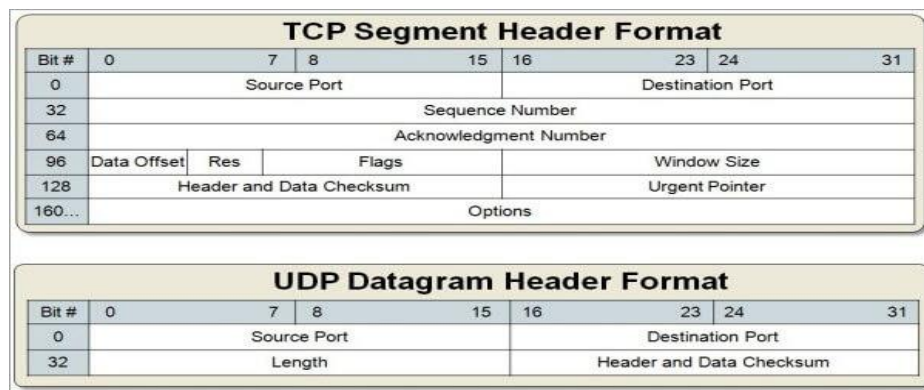 TCP Segment Header Format
Bit # 0 7 8 15 16 23 24 31
0 Source Port Destination Port
32 Sequence Number
64 Acknowledgment Number
96 Data Offset Res Flags Window Size
128 Header and Data Checksum Urgent Pointer
160... Options
UDP Datagram Header Format
Bit # 0 7 8 15 16 23 24 31
0 Source Port Destination Port
32 Length Header and Data Checksum